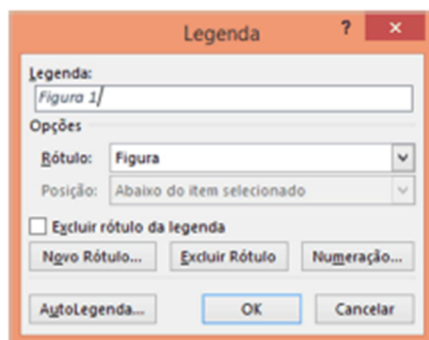 Legenda ? ×
Legenda:
Figura 1
Opções
Rótulo: Figura
Posição: Abaixo do item selecionado
Excluir rótulo da legenda
Novo Rótulo... Excluir Rótulo Numeração...
AutoLegenda... OK Cancelar